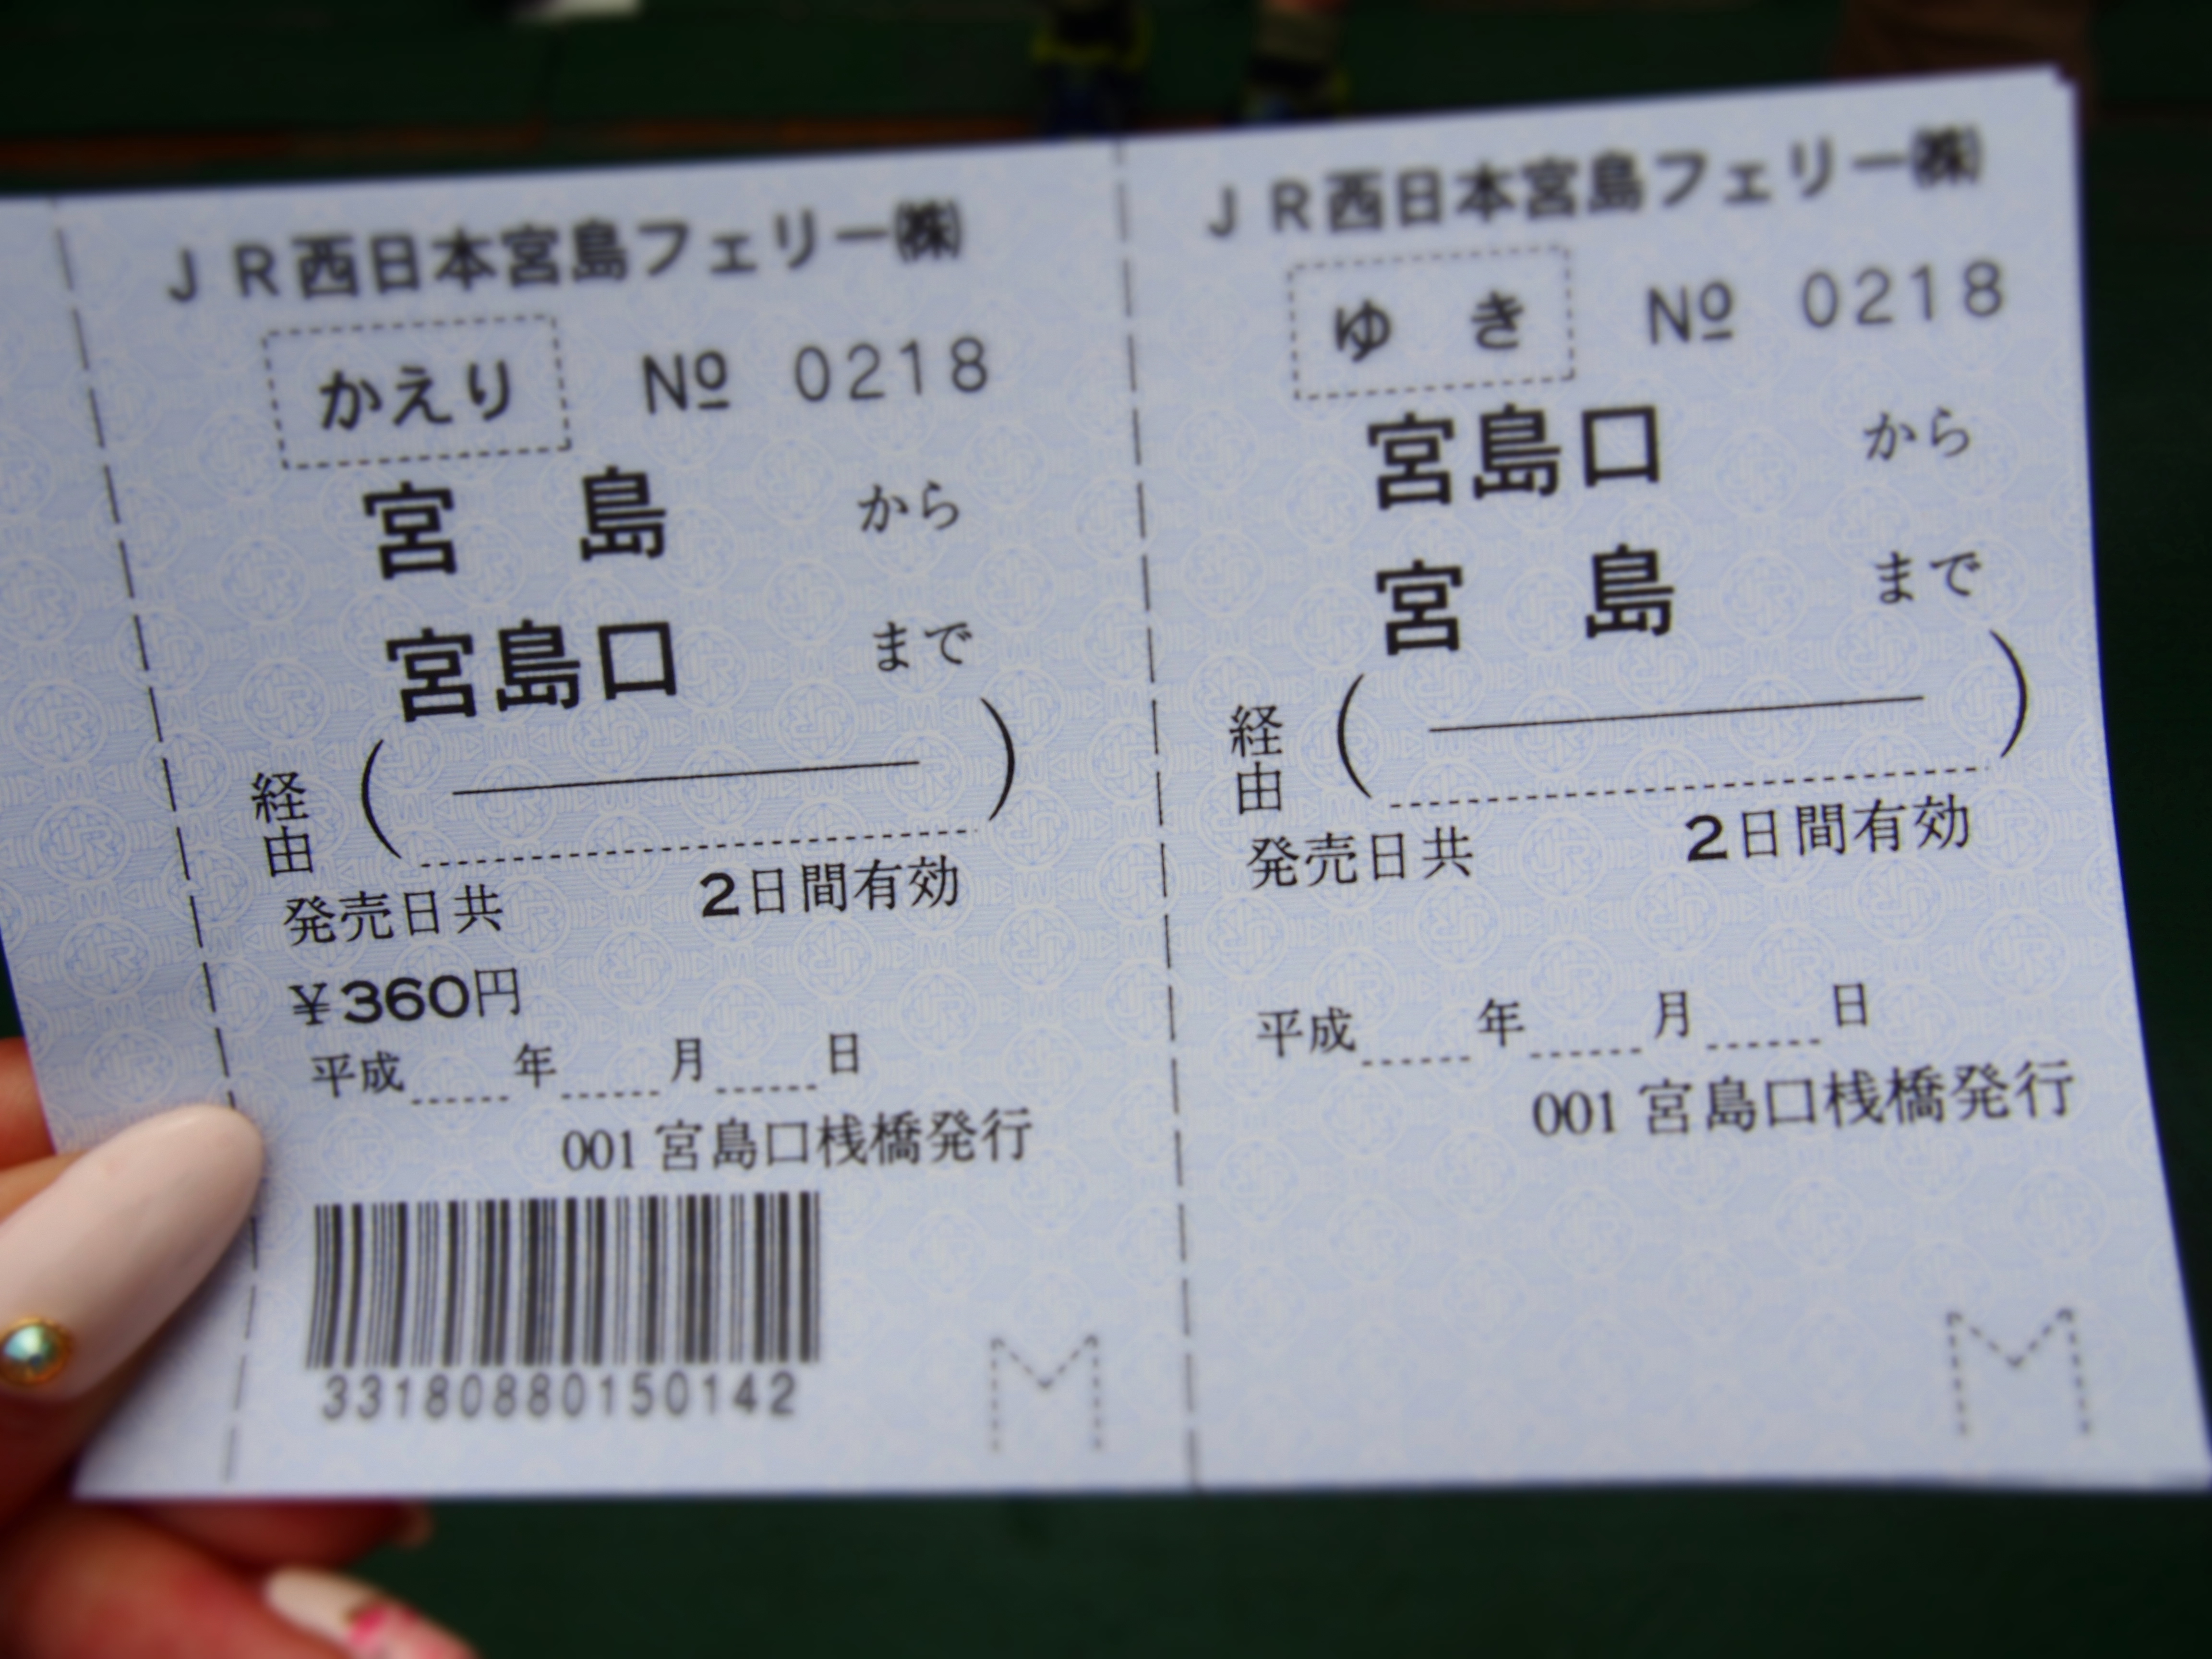 JR西日本宮島フェリー㈱
かえり № 0218
宮島 から
宮島口 まで
経由 ( ― )
発売日共 2日間有効
¥360円
平成 年 月 日
001 宮島口桟橋発行
33180880150142
M
JR西日本宮島フェリー㈱
ゆき № 0218
宮島口 から
宮島 まで
経由 ( ― )
発売日共 2日間有効
平成 年 月 日
001 宮島口桟橋発行
M